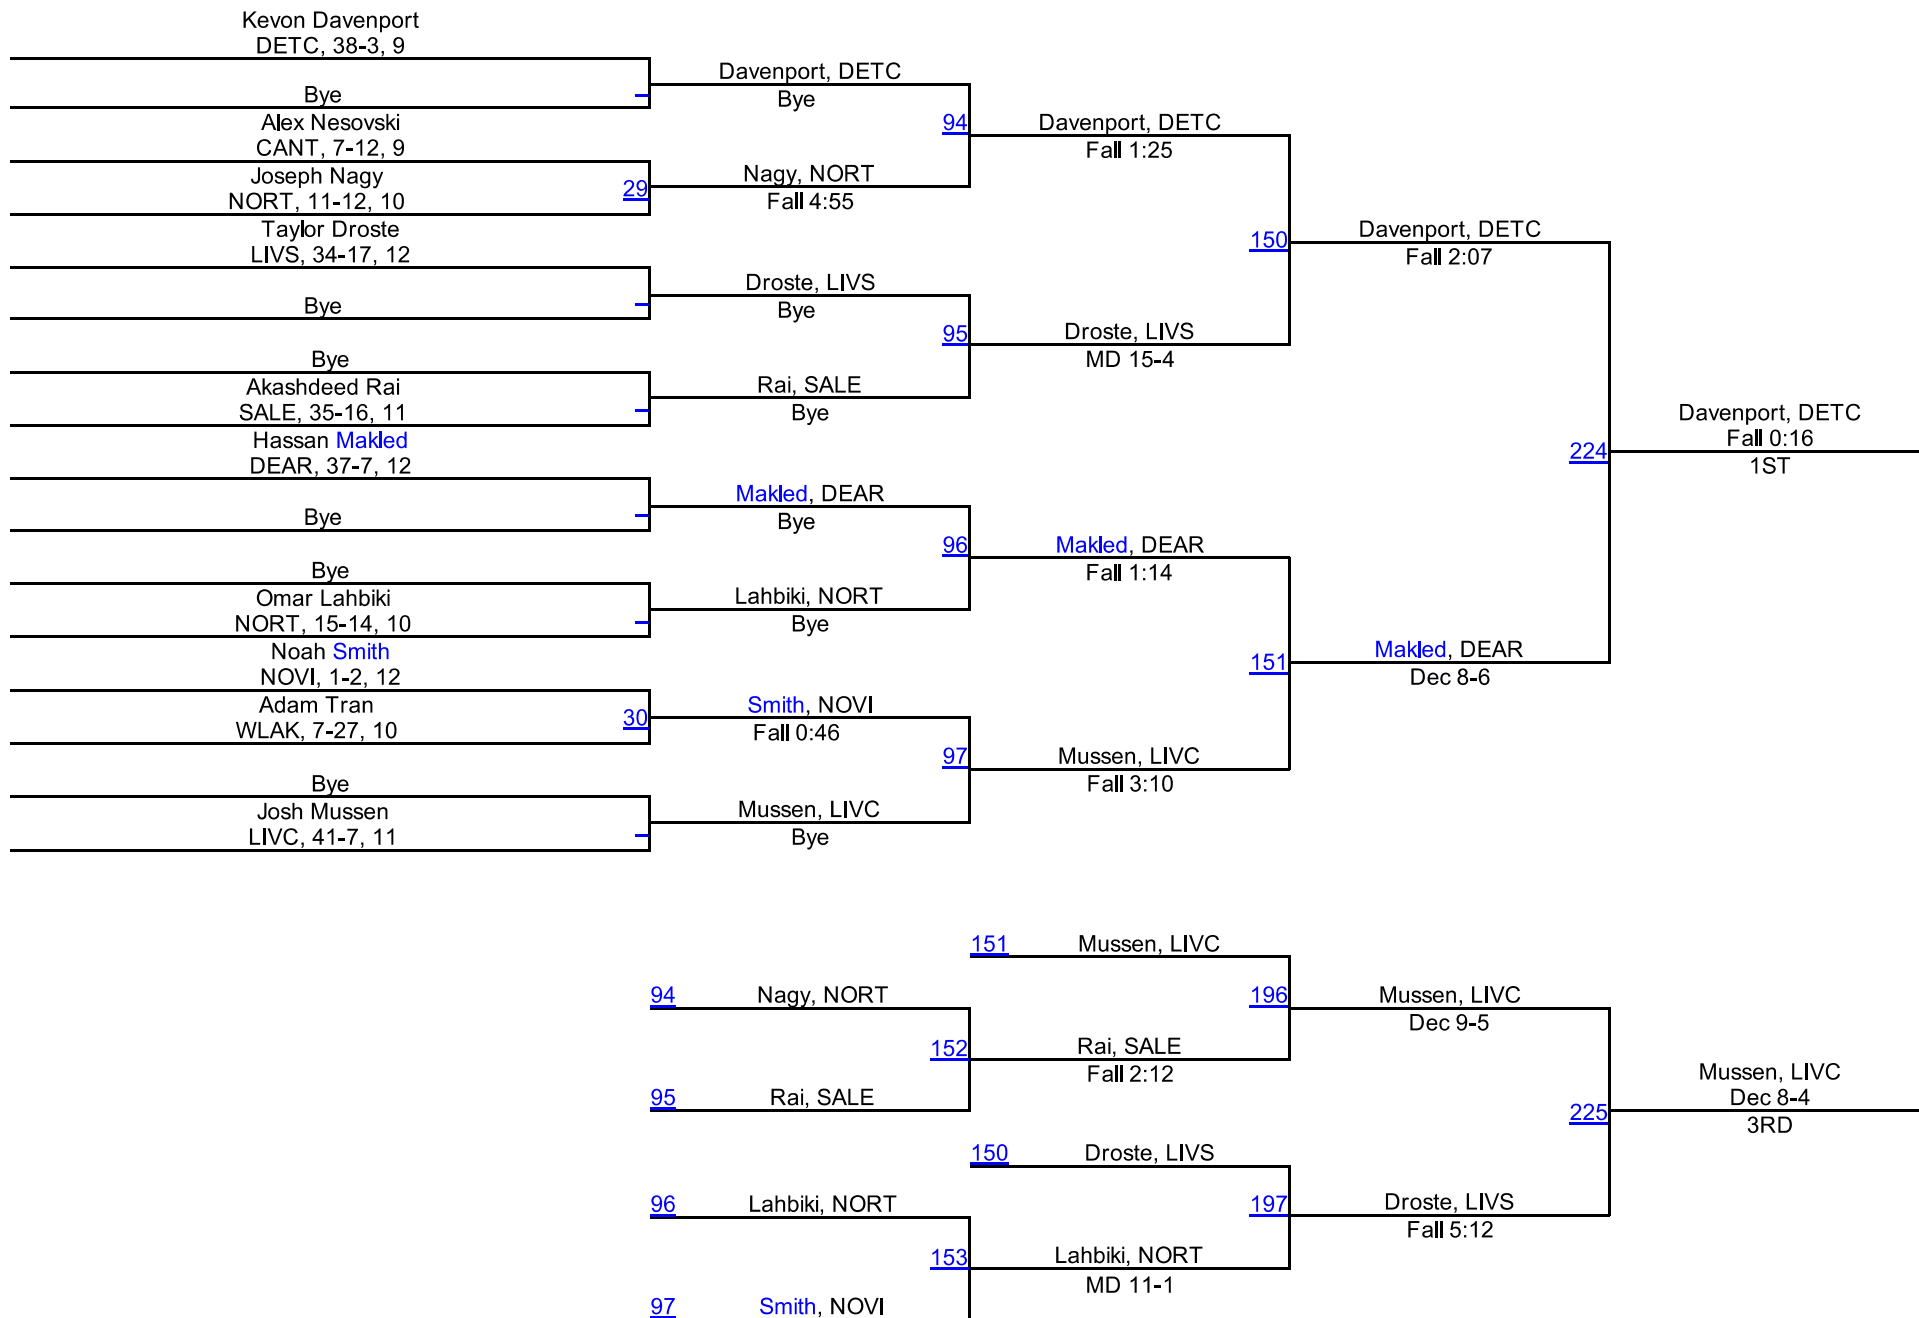 Kevon Davenport
DETC, 38-3, 9
Bye
Alex Nesovski
CANT, 7-12, 9
Joseph Nagy
NORT, 11-12, 10
29
Taylor Droste
LIVS, 34-17, 12
Bye
Bye
Akashdeed Rai
SALE, 35-16, 11
Hassan Makled
DEAR, 37-7, 12
Bye
Bye
Omar Lahbiki
NORT, 15-14, 10
Noah Smith
NOVI, 1-2, 12
Adam Tran
WLAK, 7-27, 10
30
Bye
Josh Mussen
LIVC, 41-7, 11
Davenport, DETC
Bye
94
Nagy, NORT
Fall 4:55
Droste, LIVS
Bye
95
Rai, SALE
Bye
Makled, DEAR
Bye
96
Lahbiki, NORT
Bye
Smith, NOVI
Fall 0:46
97
Mussen, LIVC
Bye
Davenport, DETC
Fall 1:25
150
Droste, LIVS
MD 15-4
Makled, DEAR
Fall 1:14
151
Mussen, LIVC
Fall 3:10
Davenport, DETC
Fall 2:07
224
Makled, DEAR
Dec 8-6
Davenport, DETC
Fall 0:16
1ST
94 Nagy, NORT
152
95 Rai, SALE
96 Lahbiki, NORT
153
97 Smith, NOVI
151 Mussen, LIVC
196
Rai, SALE
Fall 2:12
150 Droste, LIVS
197
Lahbiki, NORT
MD 11-1
Mussen, LIVC
Dec 9-5
225
Droste, LIVS
Fall 5:12
Mussen, LIVC
Dec 8-4
3RD